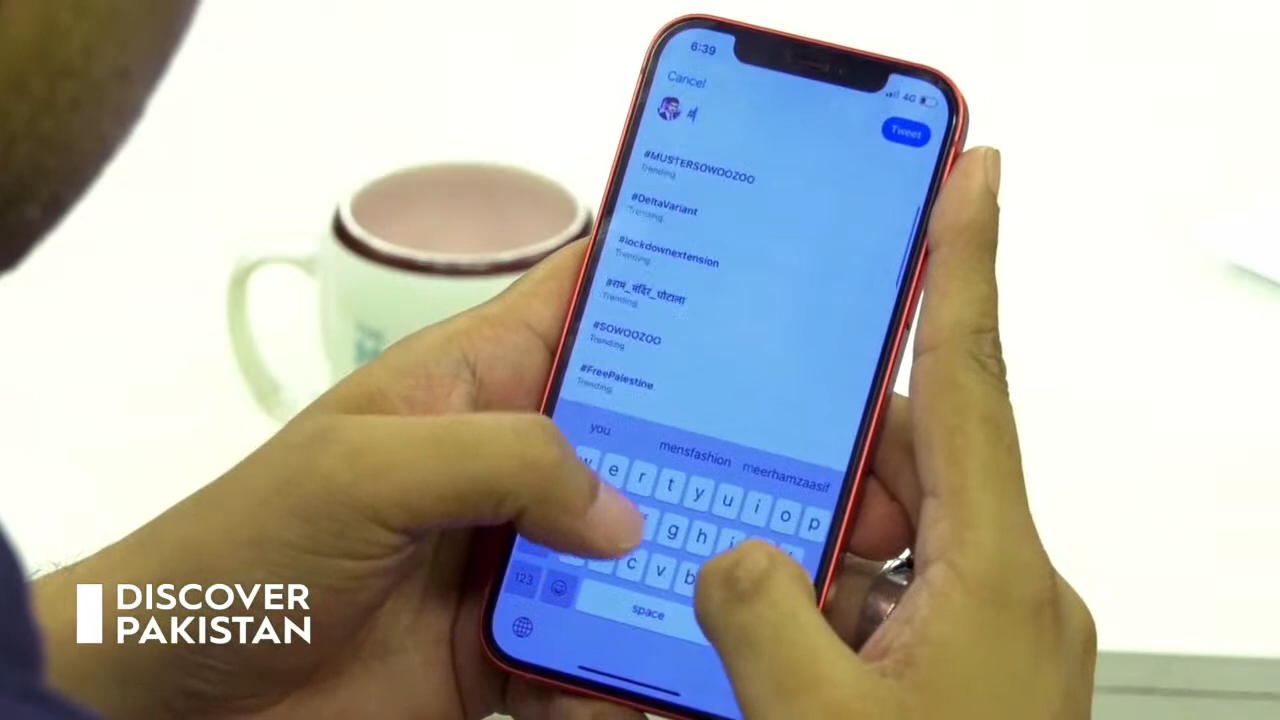 6:39
4G
Cancel
#
Tweet
#MUSTERSOWOOZOO
Trending
#DeltaVariant
Trending
#lockdownextension
Trending
#राम_मंदिर_घोटाला
Trending
#SOWOOZOO
Trending
#FreePalestine
Trending
you mensfashion meerhamzaasif
w e r t y u i o p
g h
c v b
123 space
DISCOVER
PAKISTAN